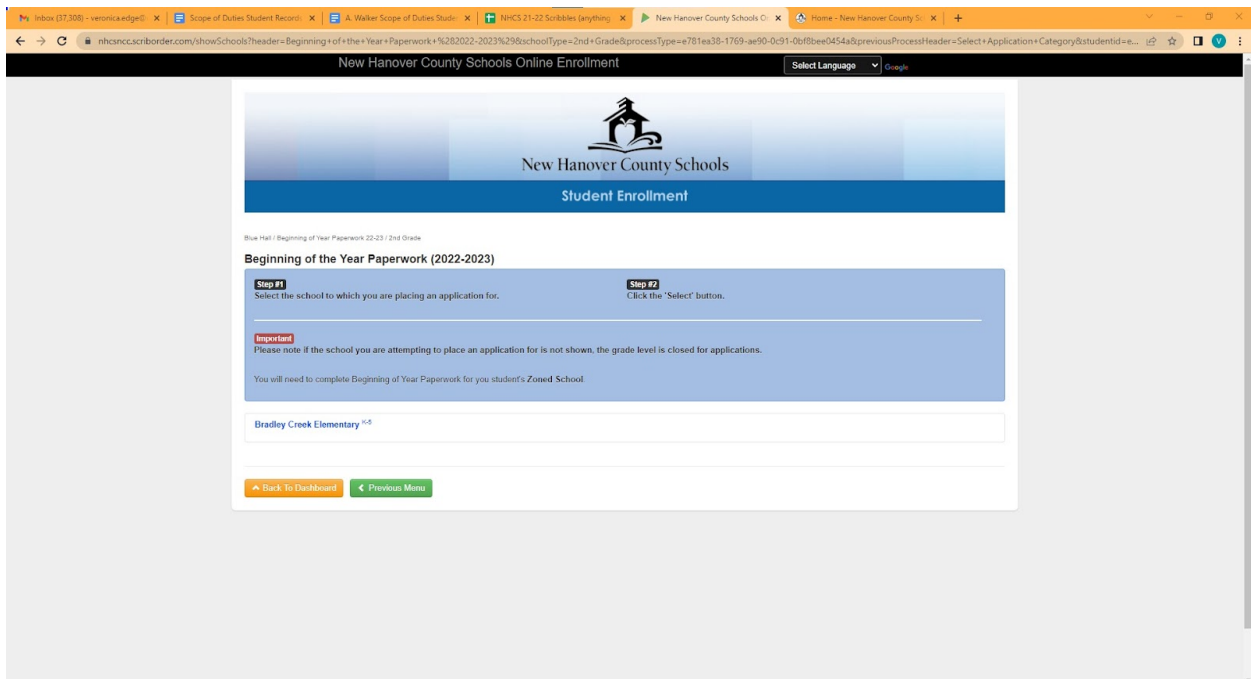 Inbox (37,308) - veronica.edge@
Scope of Duties Student Records
A. Walker Scope of Duties Stude
NHCS 21-22 Scribbles (anything
New Hanover County Schools O
Home - New Hanover County Sc
nhcsncc.scriborder.com/showSchools?header=Beginning+of+the+Year+Paperwork+%282022-2023%29&schoolType=2nd+Grade&processType=e781ea38-1769-ae90-0c91-0bf8bee0454a&previousProcessHeader=Select+Application+Category&studentid=e...
V
New Hanover County Schools Online Enrollment
Select Language
Google
New Hanover County Schools
Student Enrollment
Blue Hall / Beginning of Year Paperwork 22-23 / 2nd Grade
Beginning of the Year Paperwork (2022-2023)
Step #1
Select the school to which you are placing an application for.
Step #2
Click the 'Select' button.
Important
Please note if the school you are attempting to place an application for is not shown, the grade level is closed for applications.
You will need to complete Beginning of Year Paperwork for you student's Zoned School
Bradley Creek Elementary K-5
Back To Dashboard
Previous Menu